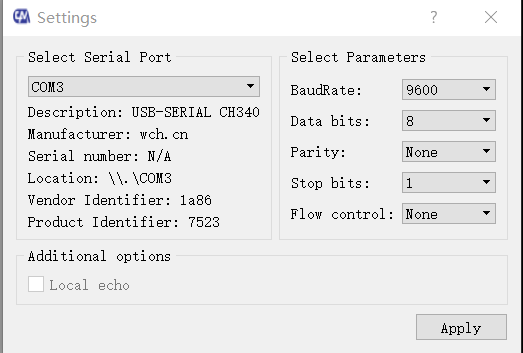 Settings
Select Serial Port
COM3
Description: USB-SERIAL CH340
Manufacturer: wch.cn
Serial number: N/A
Location: \\.\COM3
Vendor Identifier: 1a86
Product Identifier: 7523
Select Parameters
BaudRate: 9600
Data bits: 8
Parity: None
Stop bits: 1
Flow control: None
Additional options
Local echo
Apply